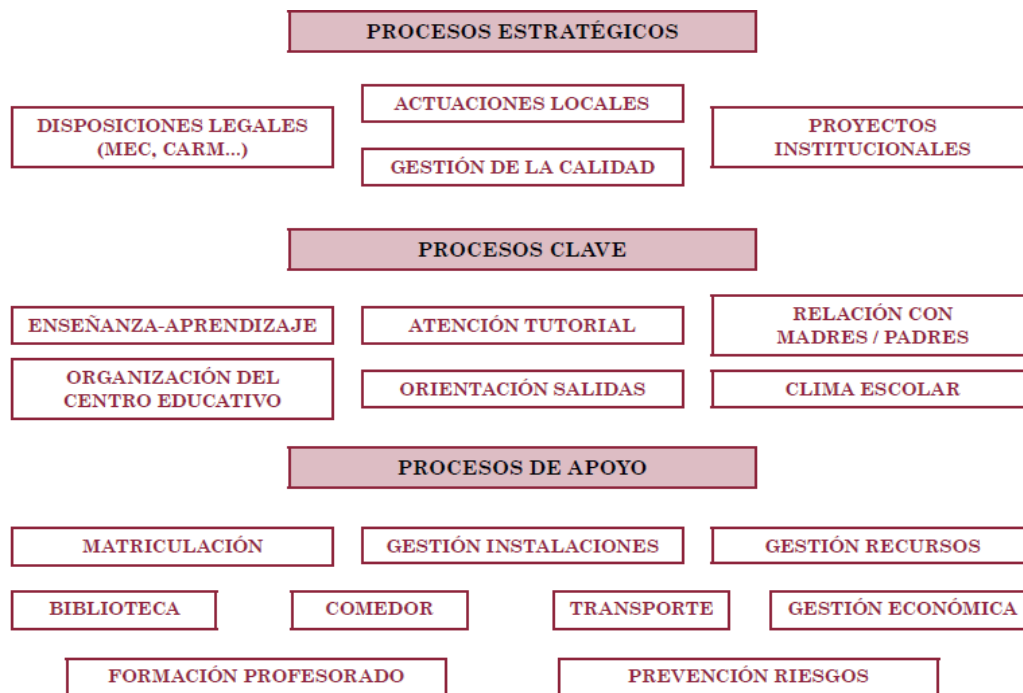 PROCESOS ESTRATÉGICOS
ACTUACIONES LOCALES
DISPOSICIONES LEGALES
(MEC, CARM...)
PROYECTOS
INSTITUCIONALES
GESTIÓN DE LA CALIDAD
PROCESOS CLAVE
ENSEÑANZA-APRENDIZAJE
ATENCIÓN TUTORIAL
RELACIÓN CON
MADRES / PADRES
ORGANIZACIÓN DEL
CENTRO EDUCATIVO
ORIENTACIÓN SALIDAS
CLIMA ESCOLAR
PROCESOS DE APOYO
MATRICULACIÓN
GESTIÓN INSTALACIONES
GESTIÓN RECURSOS
BIBLIOTECA
COMEDOR
TRANSPORTE
GESTIÓN ECONÓMICA
FORMACIÓN PROFESORADO
PREVENCIÓN RIESGOS